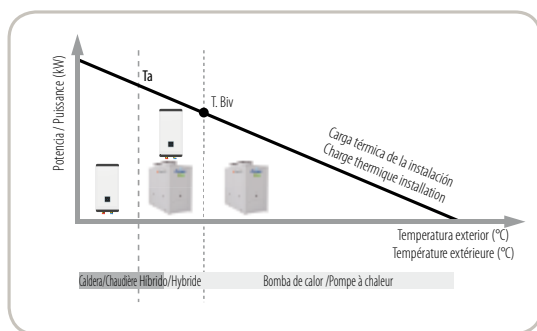 Potencia / Puissance (kW)
Ta
T. Biv
Carga térmica de la instalación
Charge thermique installation
Temperatura exterior (°C)
Température extérieure (°C)
Caldera/Chaudière Híbrido/Hybride
Bomba de calor /Pompe à chaleur